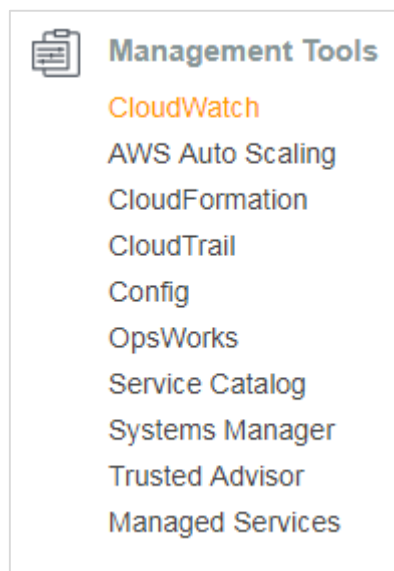 Management Tools
CloudWatch
AWS Auto Scaling
CloudFormation
CloudTrail
Config
OpsWorks
Service Catalog
Systems Manager
Trusted Advisor
Managed Services